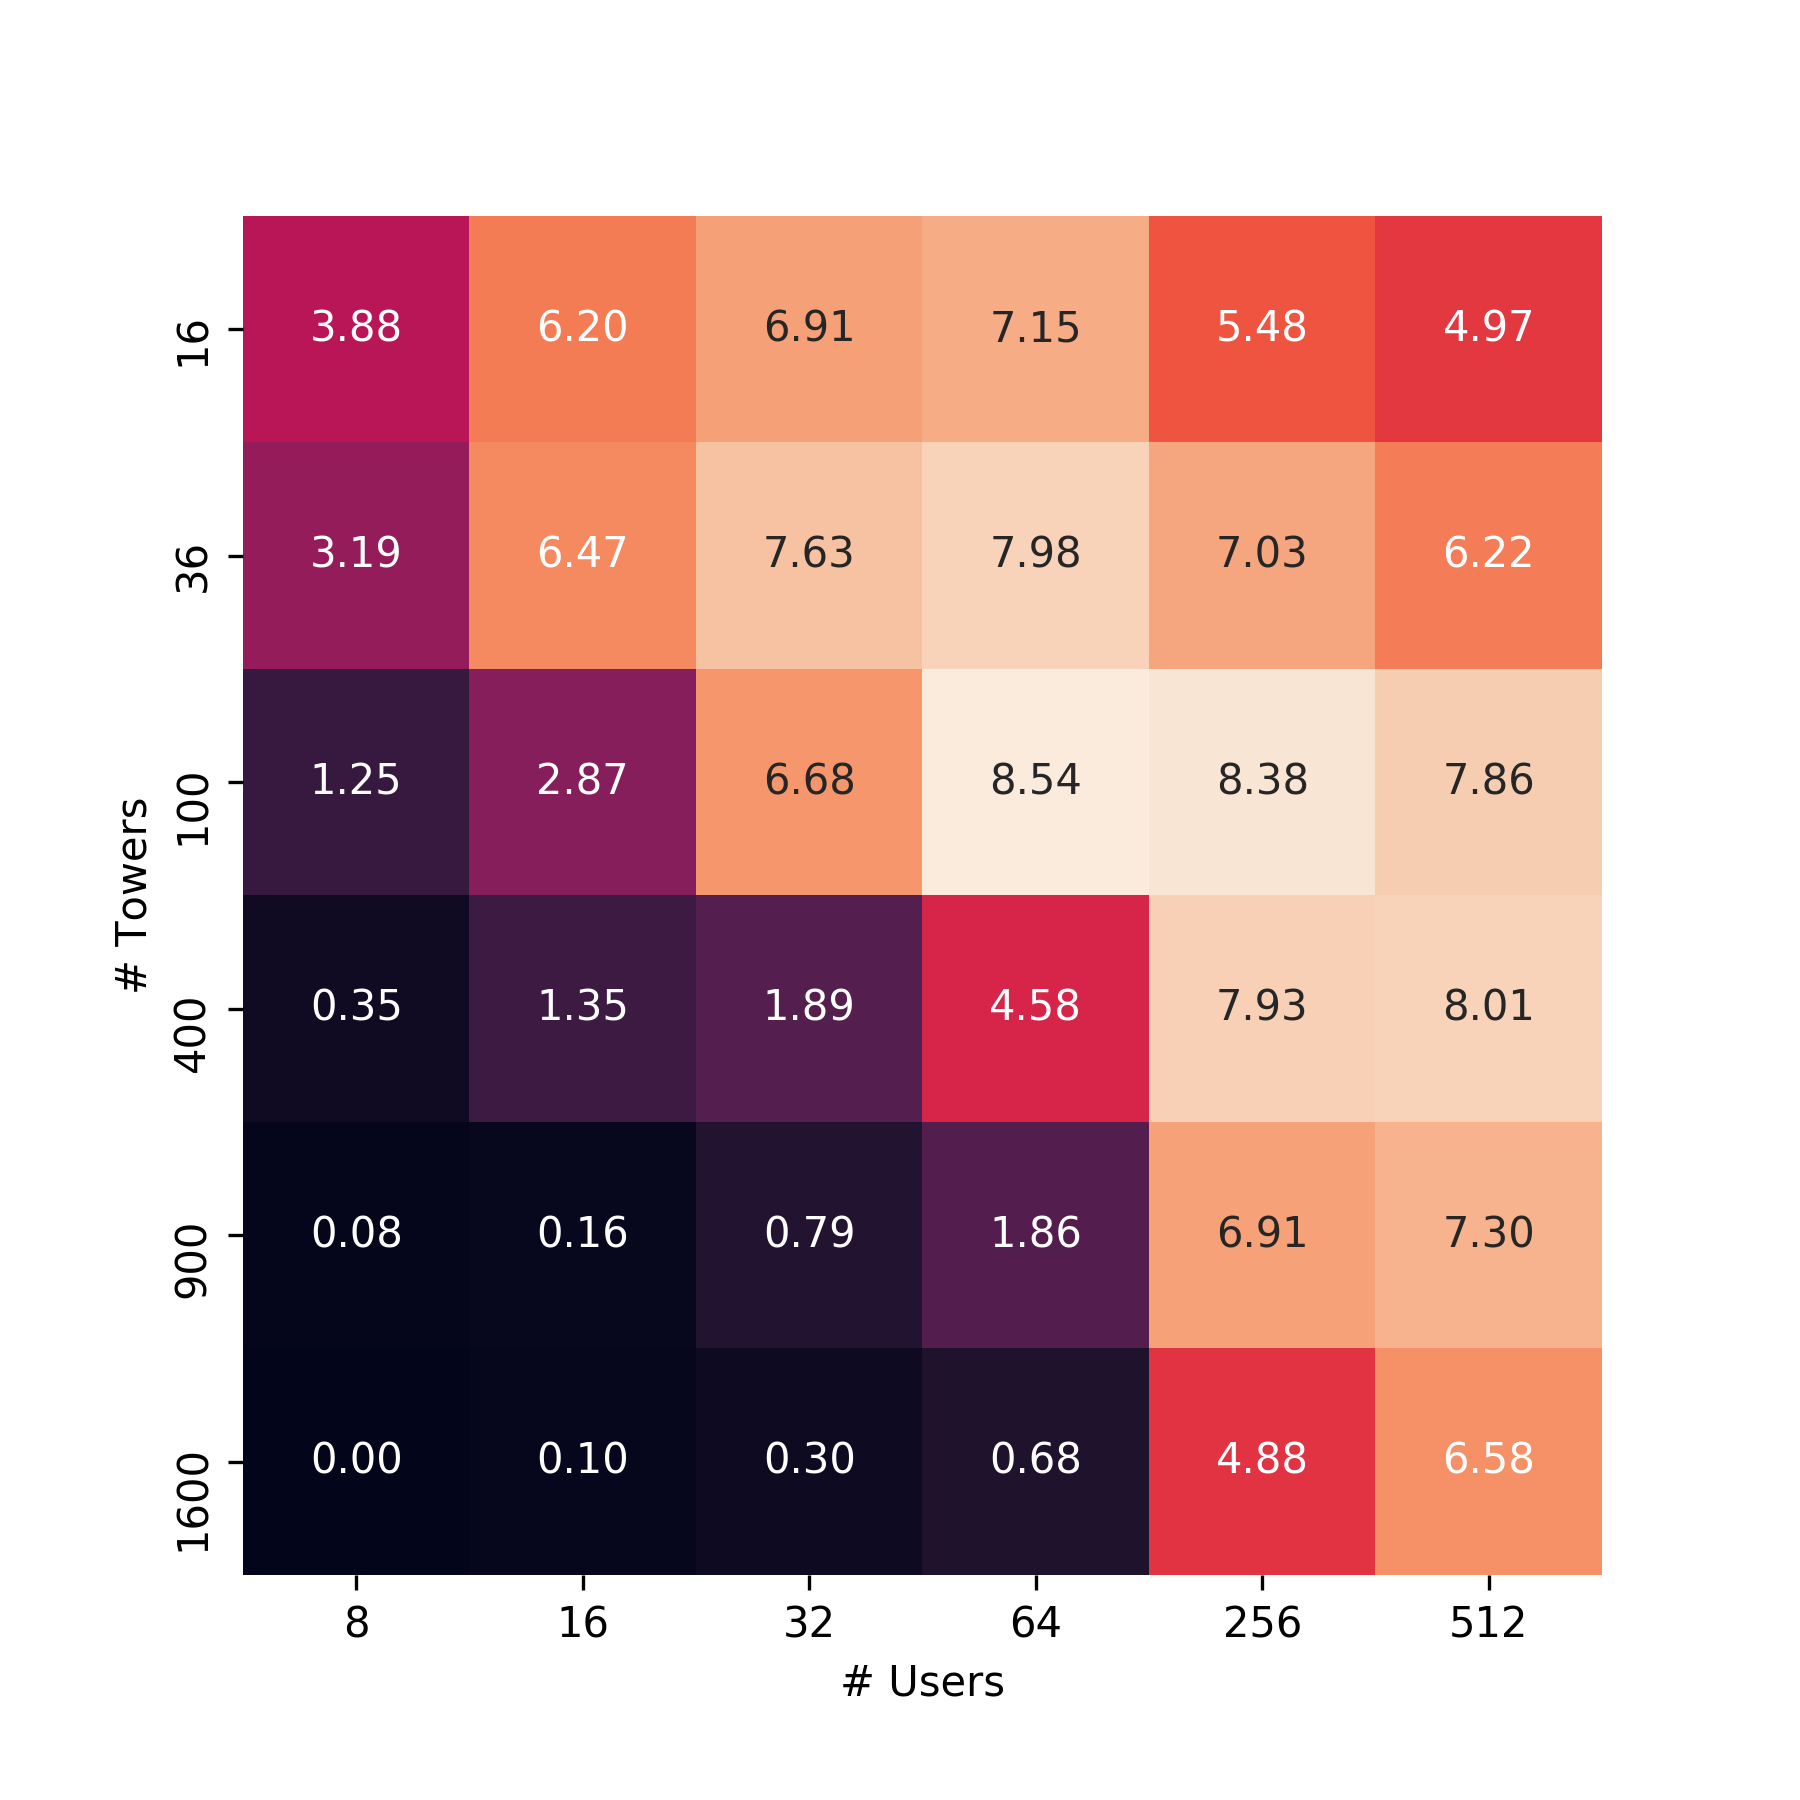 16 3.88 6.20 6.91 7.15 5.48 4.97
36 3.19 6.47 7.63 7.98 7.03 6.22
100 1.25 2.87 6.68 8.54 8.38 7.86
# Towers
400 0.35 1.35 1.89 4.58 7.93 8.01
900 0.08 0.16 0.79 1.86 6.91 7.30
1600 0.00 0.10 0.30 0.68 4.88 6.58
8 16 32 64 256 512
# Users